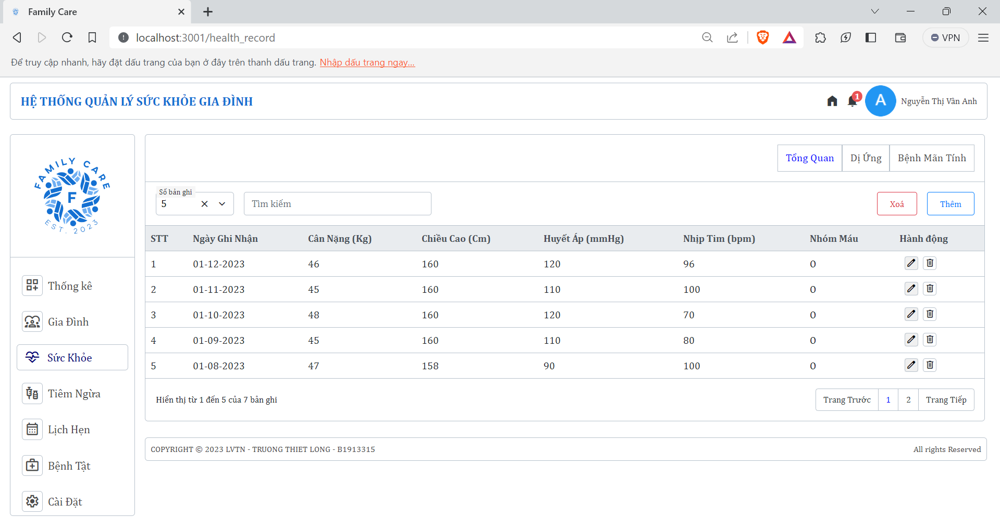 Family Care
localhost:3001/health_record
VPN
Để truy cập nhanh, hãy đặt dấu trang của bạn ở đây trên thanh dấu trang. Nhập dấu trang ngay...
HỆ THỐNG QUẢN LÝ SỨC KHỎE GIA ĐÌNH
1
A
Nguyễn Thị Vân Anh
FAMILY CARE
F
EST. 2023
Thống kê
Gia Đình
Sức Khỏe
Tiêm Ngừa
Lịch Hẹn
Bệnh Tật
Cài Đặt
Tổng Quan Dị Ứng Bệnh Mãn Tính
Số bản ghi
5 Tìm kiếm Xoá Thêm
STT Ngày Ghi Nhận Cân Nặng (Kg) Chiều Cao (Cm) Huyết Áp (mmHg) Nhịp Tim (bpm) Nhóm Máu Hành động
1 01-12-2023 46 160 120 96 O
2 01-11-2023 45 160 110 100 O
3 01-10-2023 48 160 120 70 O
4 01-09-2023 45 160 110 80 O
5 01-08-2023 47 158 90 100 O
Hiển thị từ 1 đến 5 của 7 bản ghi Trang Trước 1 2 Trang Tiếp
COPYRIGHT © 2023 LVTN - TRUONG THIET LONG - B1913315 All rights Reserved